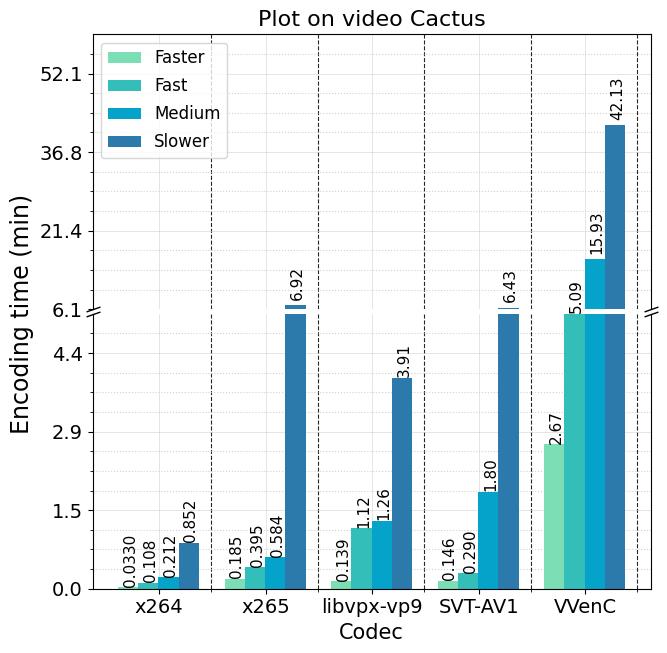 Plot on video Cactus
Faster
Fast
Medium
Slower
52.1
36.8
21.4
6.1
6.1
4.4
2.9
1.5
0.0
Encoding time (min)
0.0330
0.108
0.212
0.852
0.185
0.395
0.584
6.92
0.139
1.12
1.26
3.91
0.146
0.290
1.80
6.43
2.67
5.09
15.93
42.13
x264
x265
libvpx-vp9
SVT-AV1
VVenC
Codec